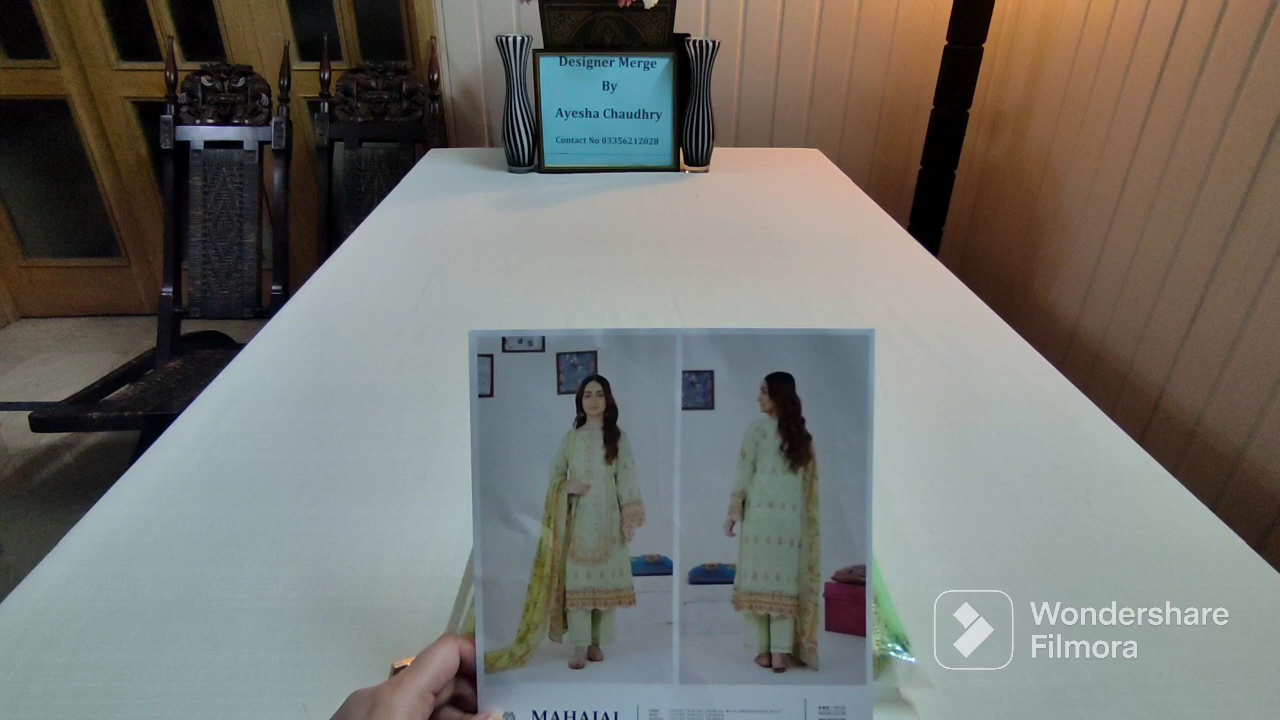 Designer Merge
By
Ayesha Chaudhry
Contact No 03356212028
Wondershare
Filmora
MAHAJAL